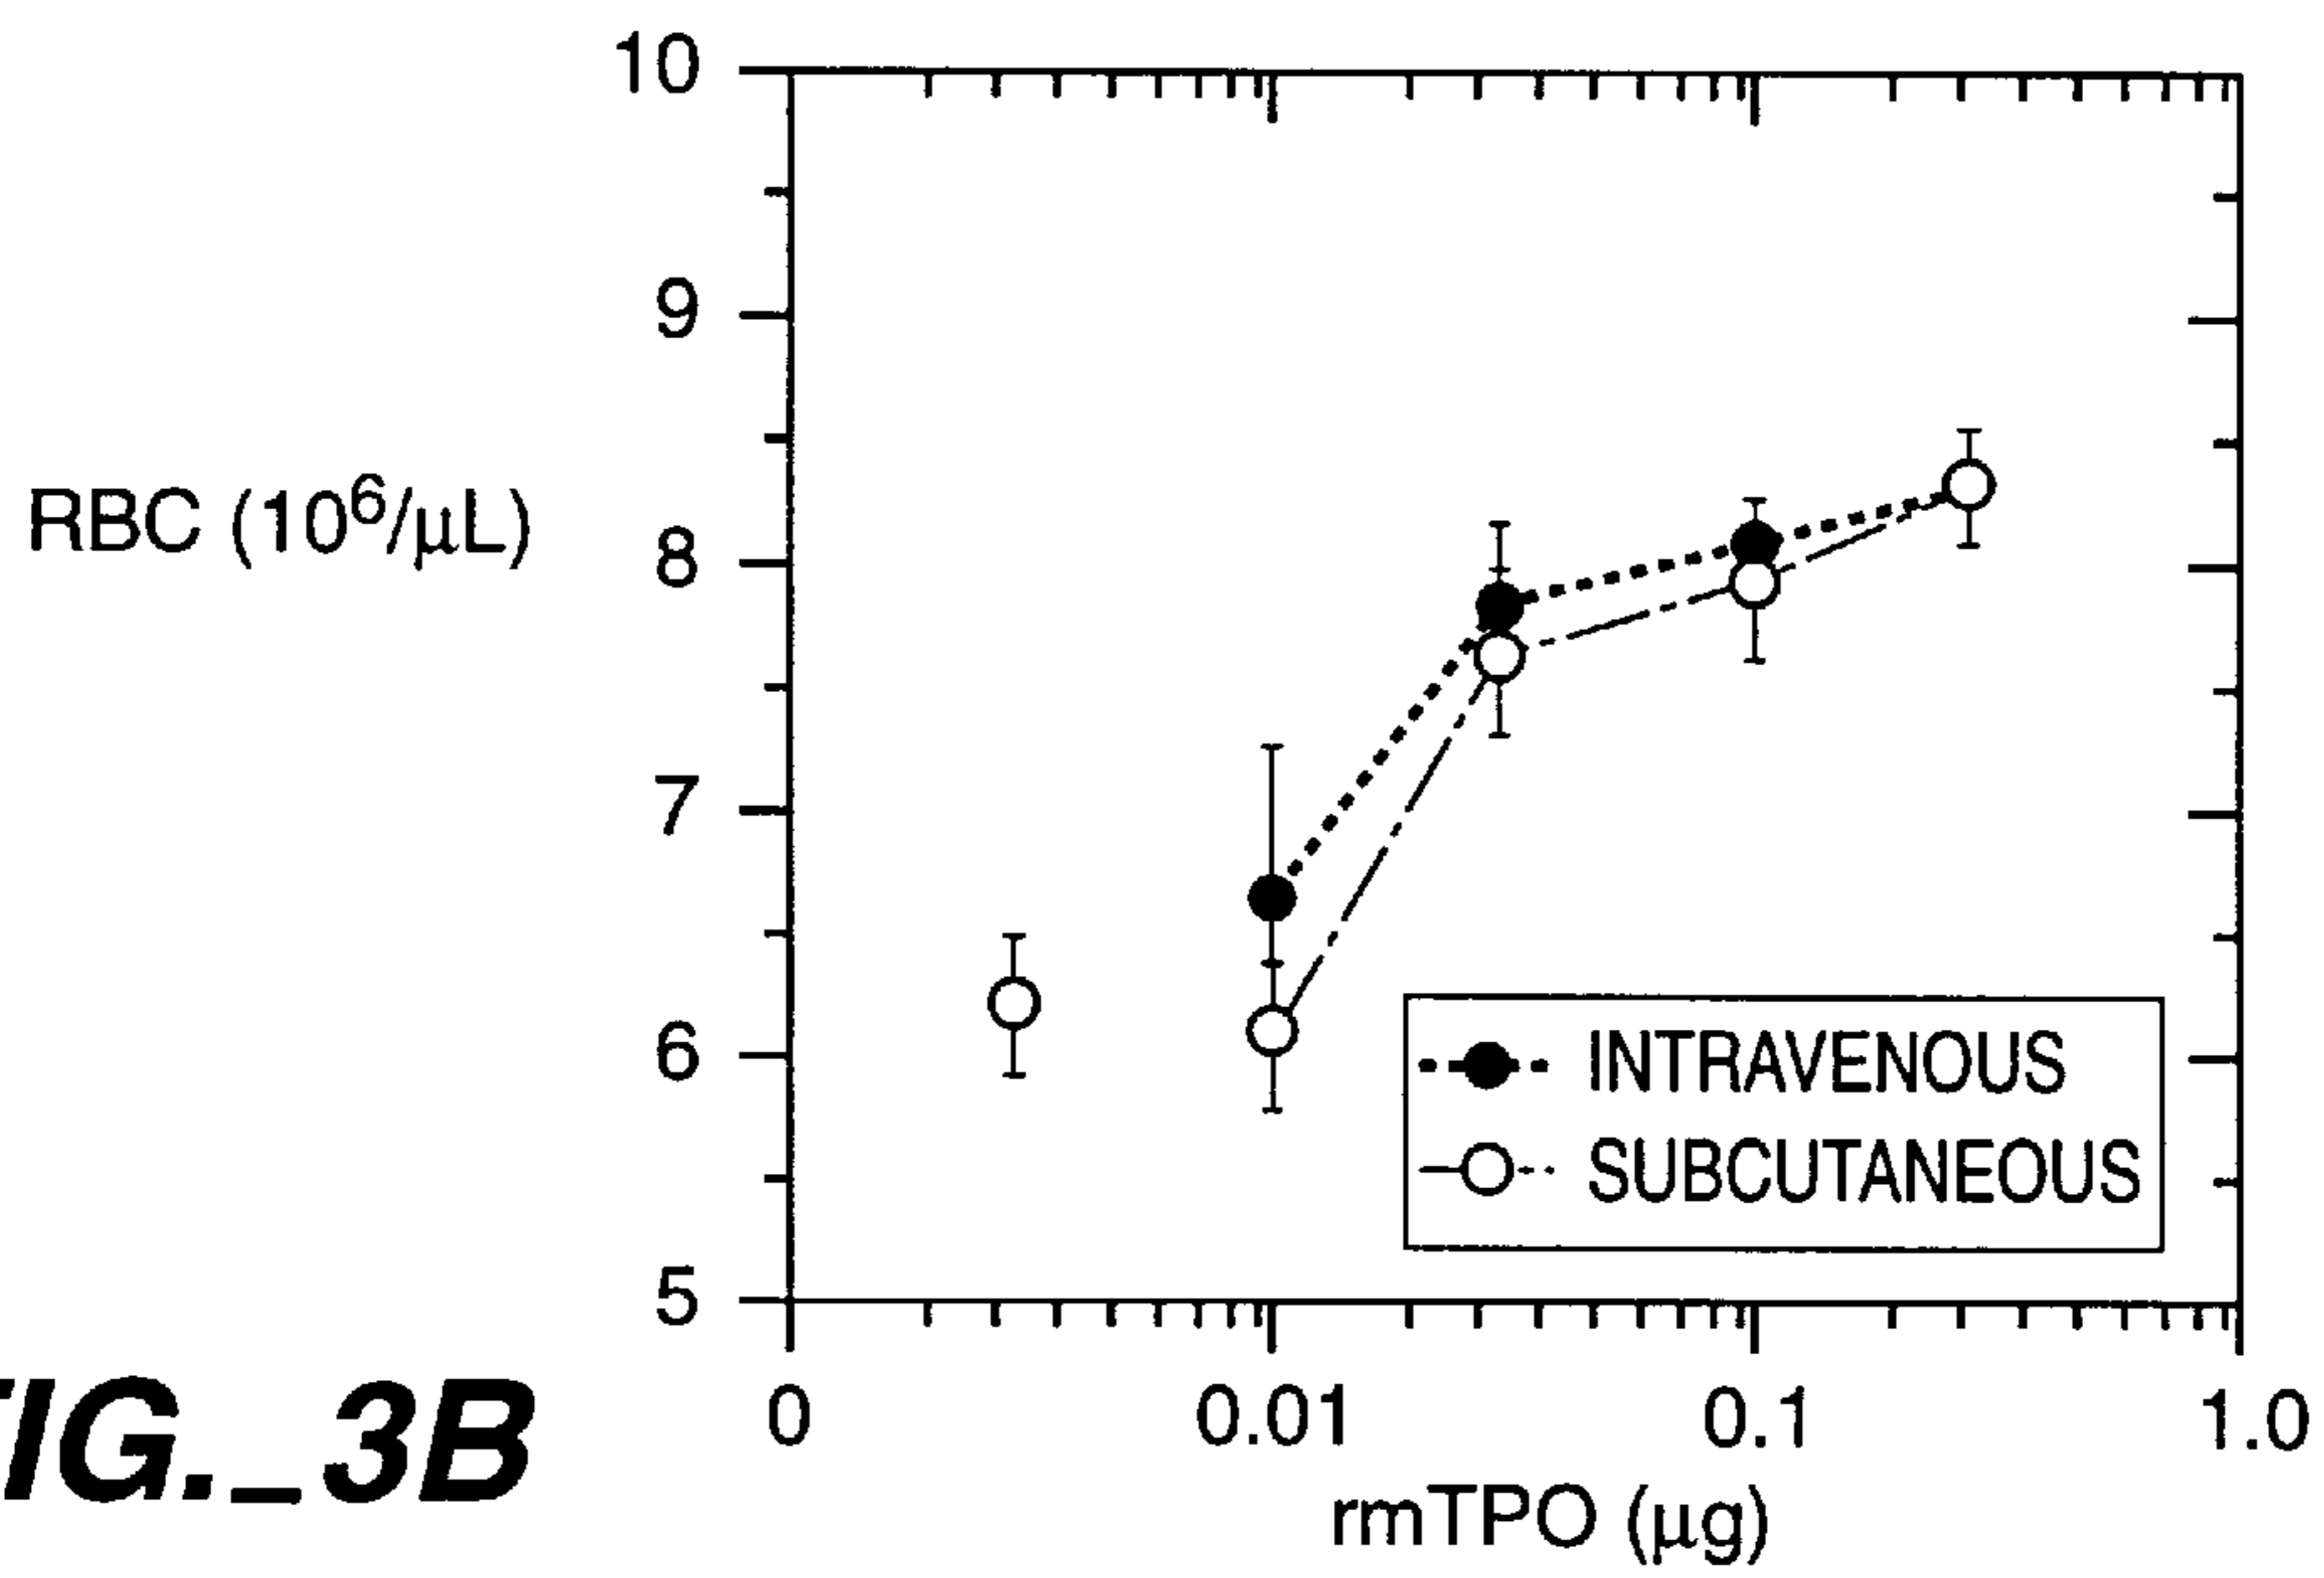 10
9
RBC (10⁶/µL)
8
7
6
5
INTRAVENOUS
SUBCUTANEOUS
0 0.01 0.1 1.0
rmTPO (µg)
FIG._3B